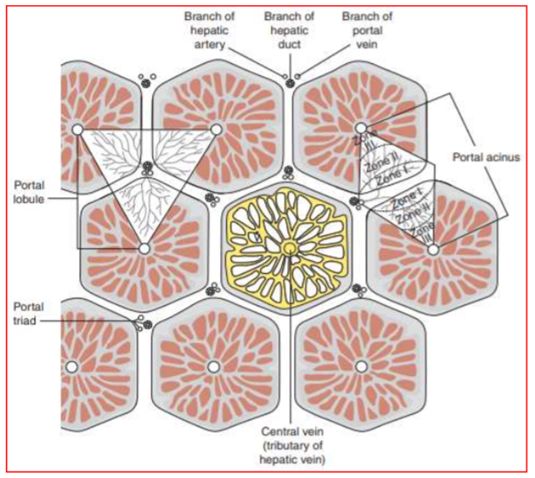 Branch of
hepatic
artery
Branch of
hepatic
duct
Branch of
portal
vein
Zone
III
Zone II
Zone I
Zone I
Zone II
Zone
III
Portal acinus
Portal
lobule
Portal
triad
Central vein
(tributary of
hepatic vein)